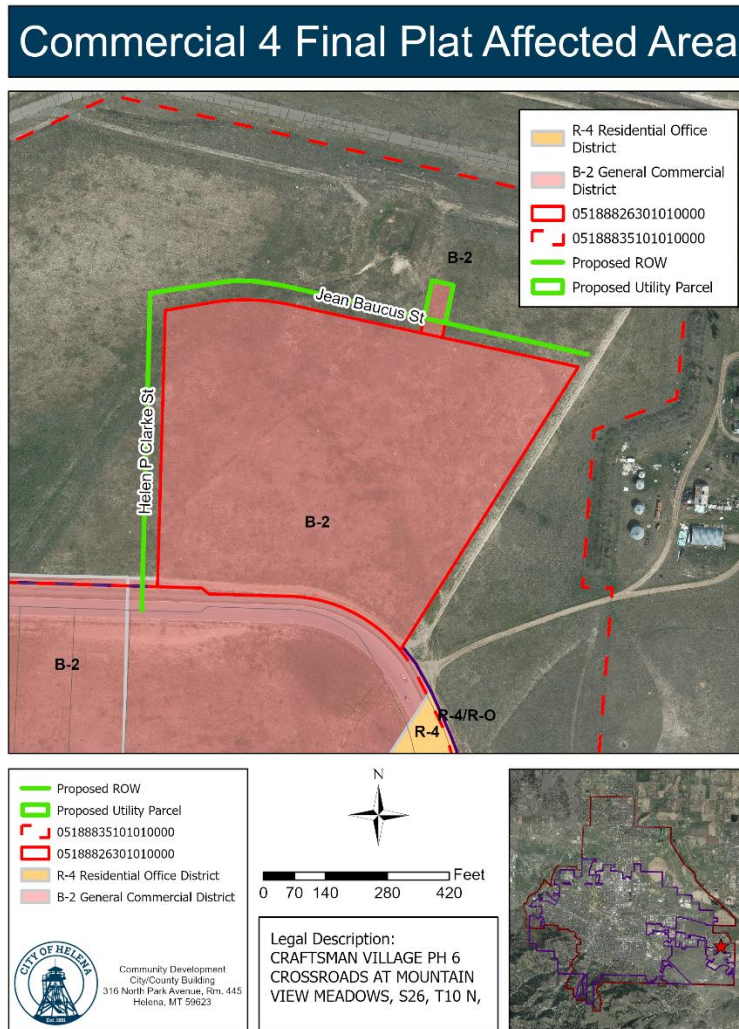 Commercial 4 Final Plat Affected Area
R-4 Residential Office
District
B-2 General Commercial
District
05188826301010000
05188835101010000
Proposed ROW
Proposed Utility Parcel
B-2
Jean Baucus St
Helen P Clarke St
B-2
B-2
R-4/R-O
R-4
Proposed ROW
Proposed Utility Parcel
05188835101010000
05188826301010000
R-4 Residential Office District
B-2 General Commercial District
CITY OF HELENA
Est. 1881
Community Development
City/County Building
316 North Park Avenue, Rm. 445
Helena, MT 59623
N
Feet
0 70 140 280 420
Legal Description:
CRAFTSMAN VILLAGE PH 6
CROSSROADS AT MOUNTAIN
VIEW MEADOWS, S26, T10 N,